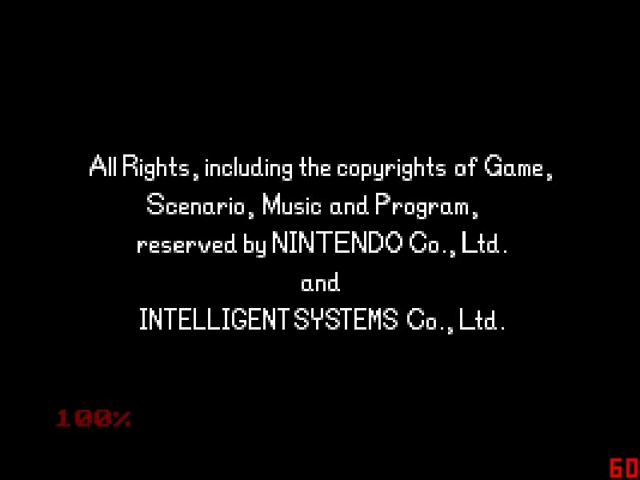 All Rights, including the copyrights of Game,
Scenario, Music and Program,
reserved by NINTENDO Co., Ltd.
and
INTELLIGENT SYSTEMS Co., Ltd.
100%
60